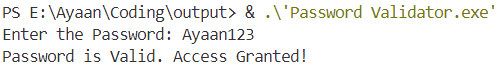 PS E:\Ayaan\Coding\output> & .\'Password Validator.exe'
Enter the Password: Ayaan123
Password is Valid. Access Granted!